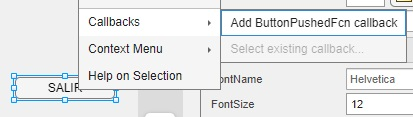 Callbacks
Add ButtonPushedFcn callback
Context Menu
Select existing callback...
Help on Selection
FontName
Helvetica
SALIR
FontSize
12